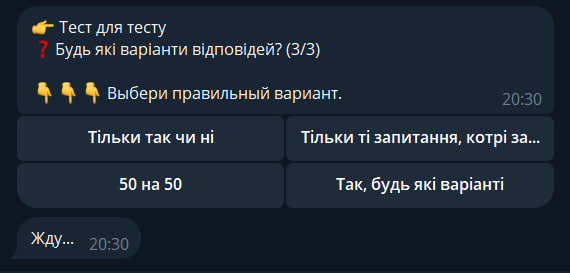 👉 Тест для тесту
❓ Будь які варіанти відповідей? (3/3)
👇👇👇 Выбери правильный вариант.
20:30
Тільки так чи ні
Тільки ті запитання, котрі за...
50 на 50
Так, будь які варіанті
Жду...
20:30